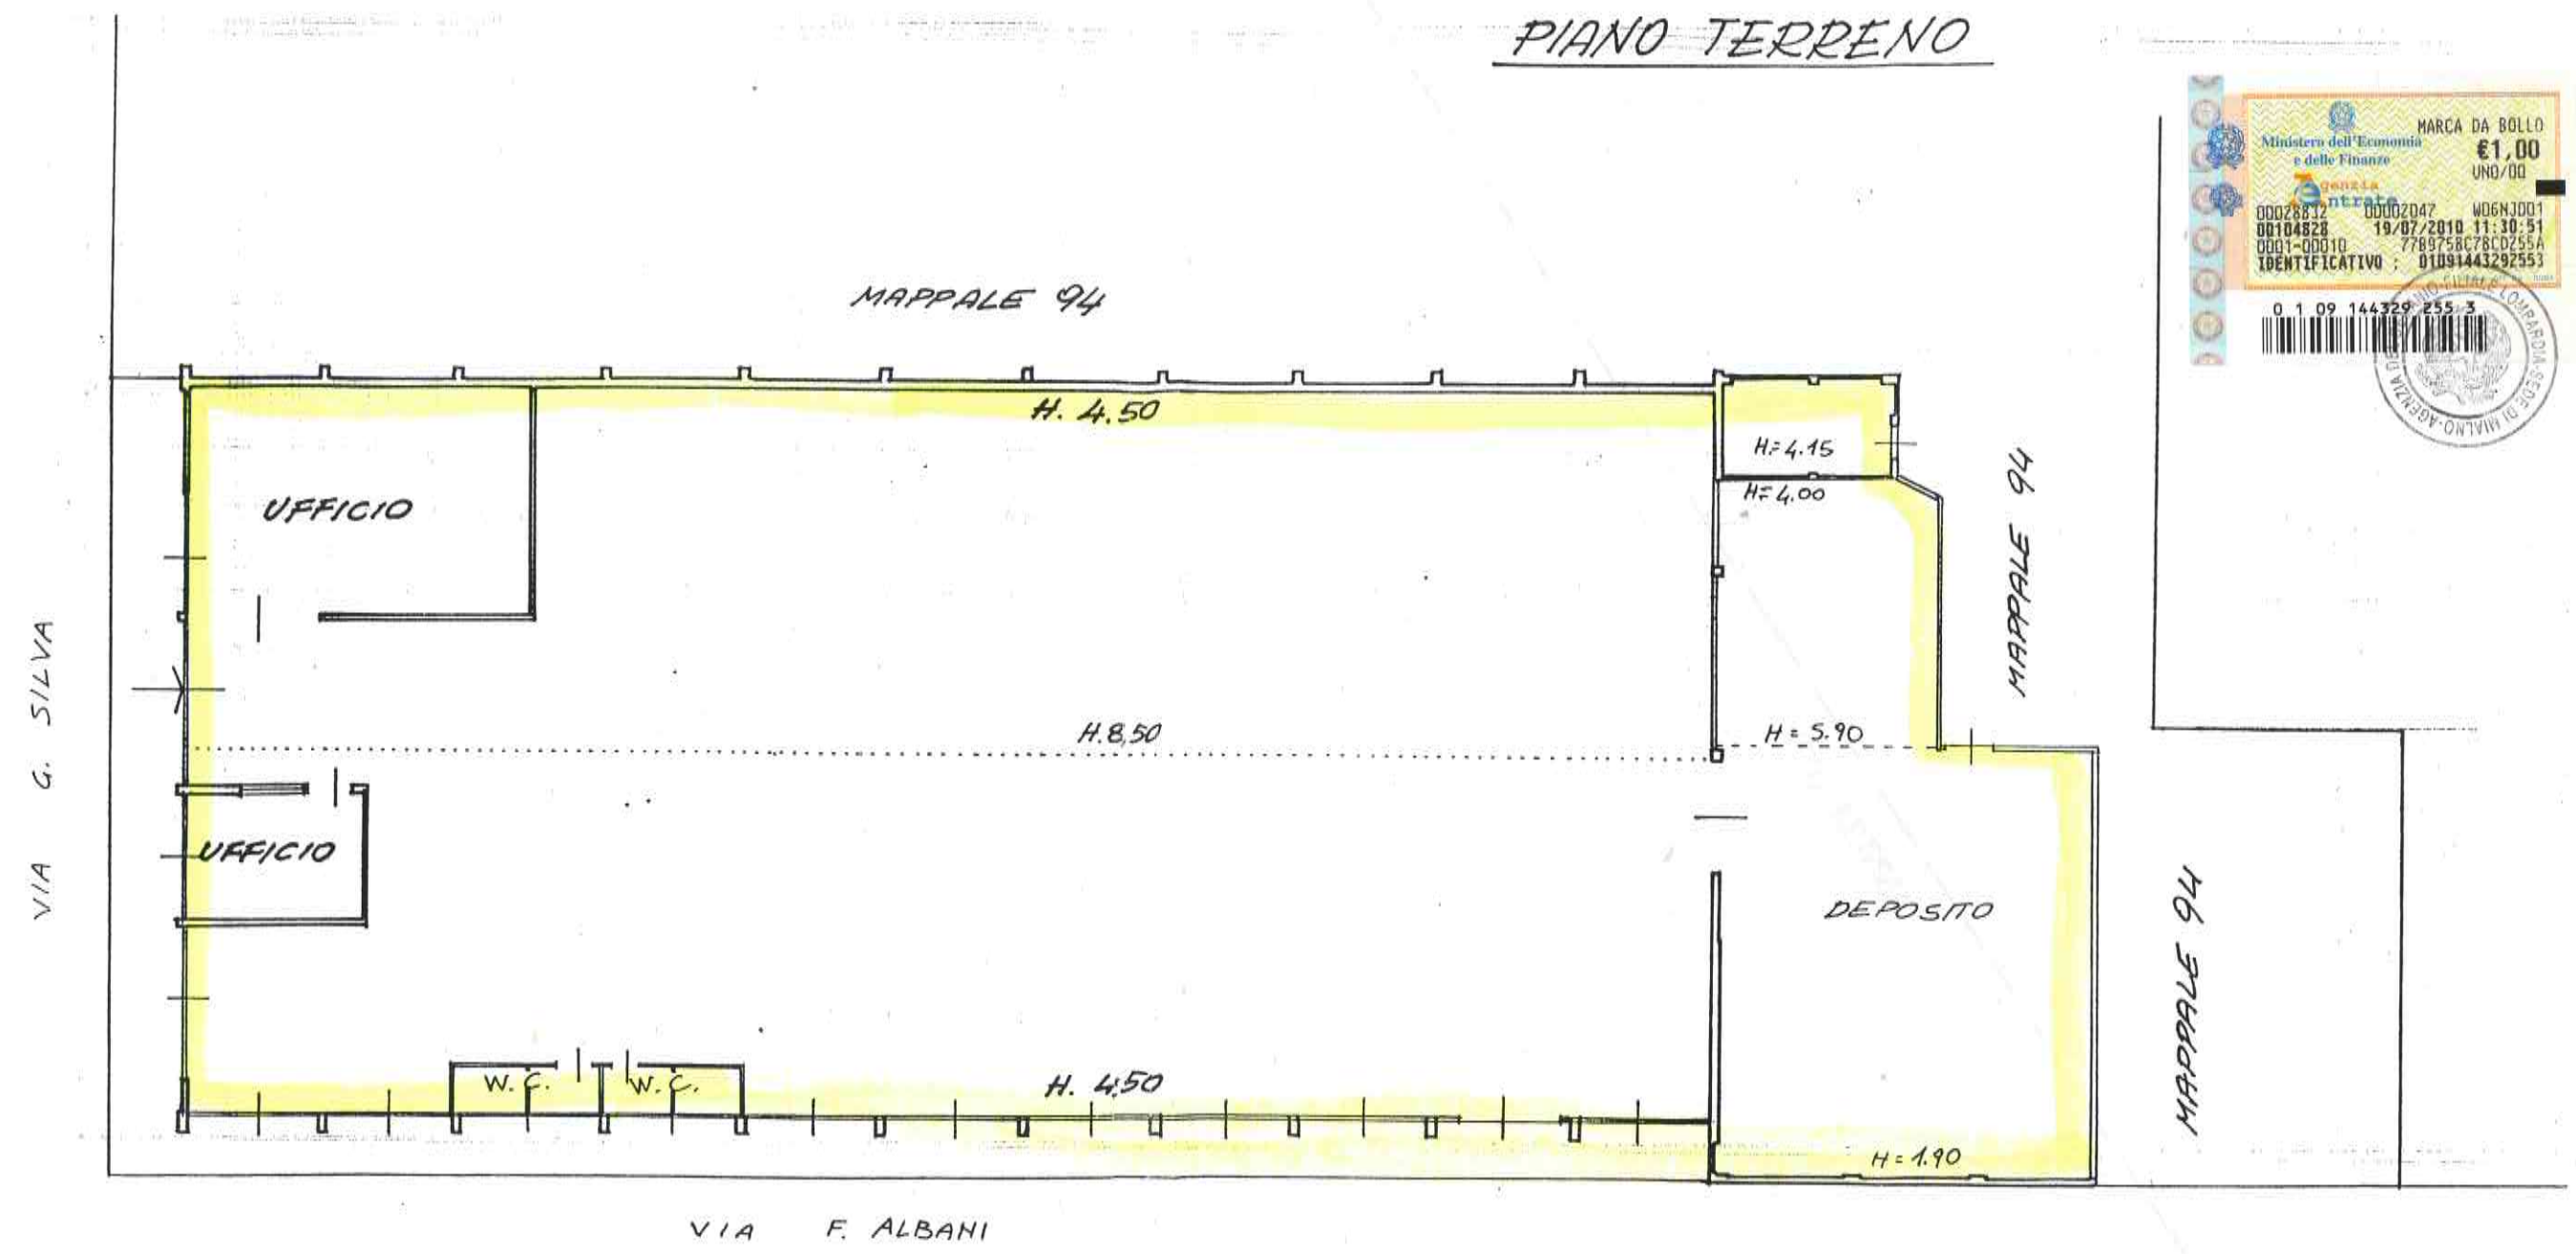 PIANO TERRENO
MARCA DA BOLLO
Ministero dell'Economia
e delle Finanze
€1,00
UNO/00
genzia
ntrate
00028832 00002047 W06NJ001
00104828 19/07/2010 11:30:51
0001-00010 77B9758C78CD255A
IDENTIFICATIVO : 01091443292553
0 1 09 144329 255 3
MAPPALE 94
H. 4.50
H=4.15
H=4.00
UFFICIO
MAPPALE 94
VIA G. SILVA
H.8,50
H=5.90
UFFICIO
DEPOSITO
MAPPALE 94
W.C.
W.C.
H. 4.50
H=1.90
VIA F. ALBANI